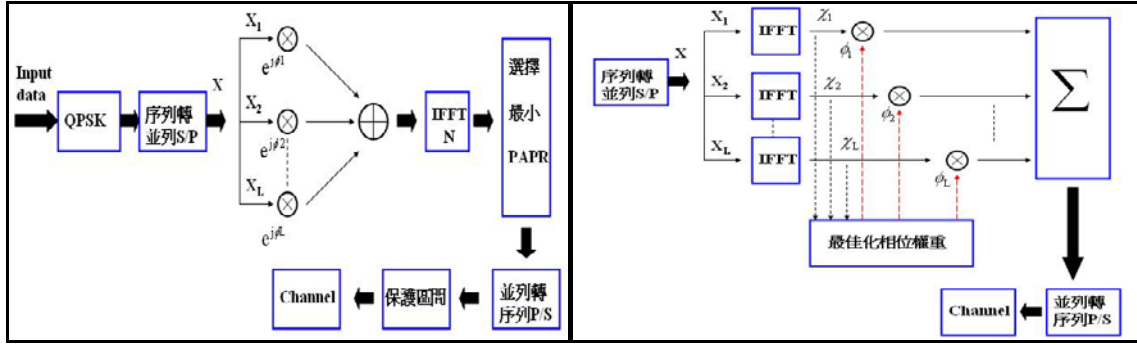 Input
data
QPSK
序列轉
並列S/P
X
X1
e^jϕ1
X2
e^jϕ2
XL
e^jϕL
IFFT
N
選擇
最小
PAPR
並列轉
序列P/S
保護區間
Channel
序列轉
並列S/P
X
X1
IFFT
χ1
ϕ1
X2
IFFT
χ2
ϕ2
XL
IFFT
χL
ϕL
∑
最佳化相位權重
並列轉
序列P/S
Channel